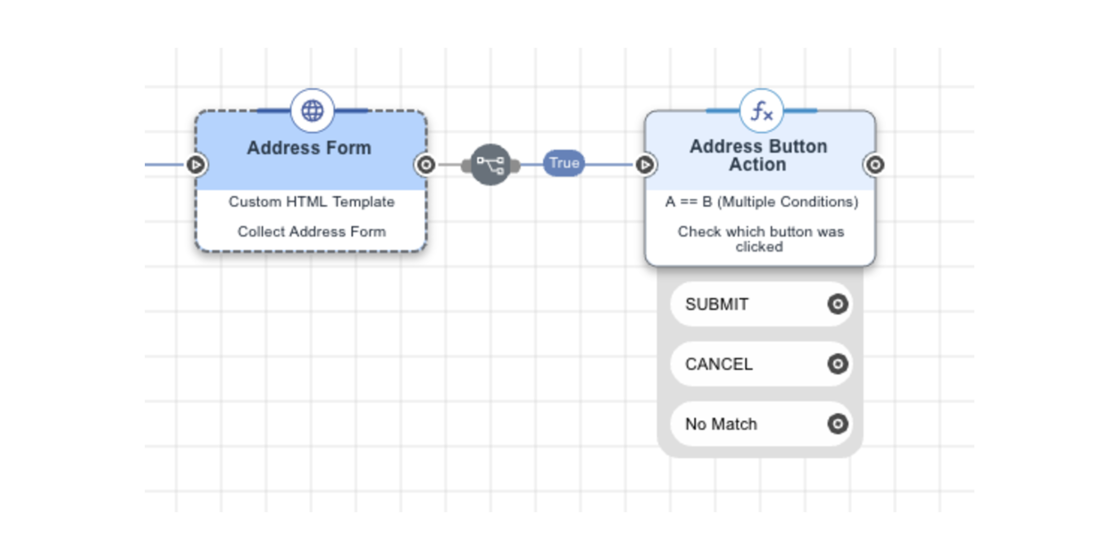 Address Form
Custom HTML Template
Collect Address Form
True
fx
Address Button
Action
A == B (Multiple Conditions)
Check which button was
clicked
SUBMIT
CANCEL
No Match